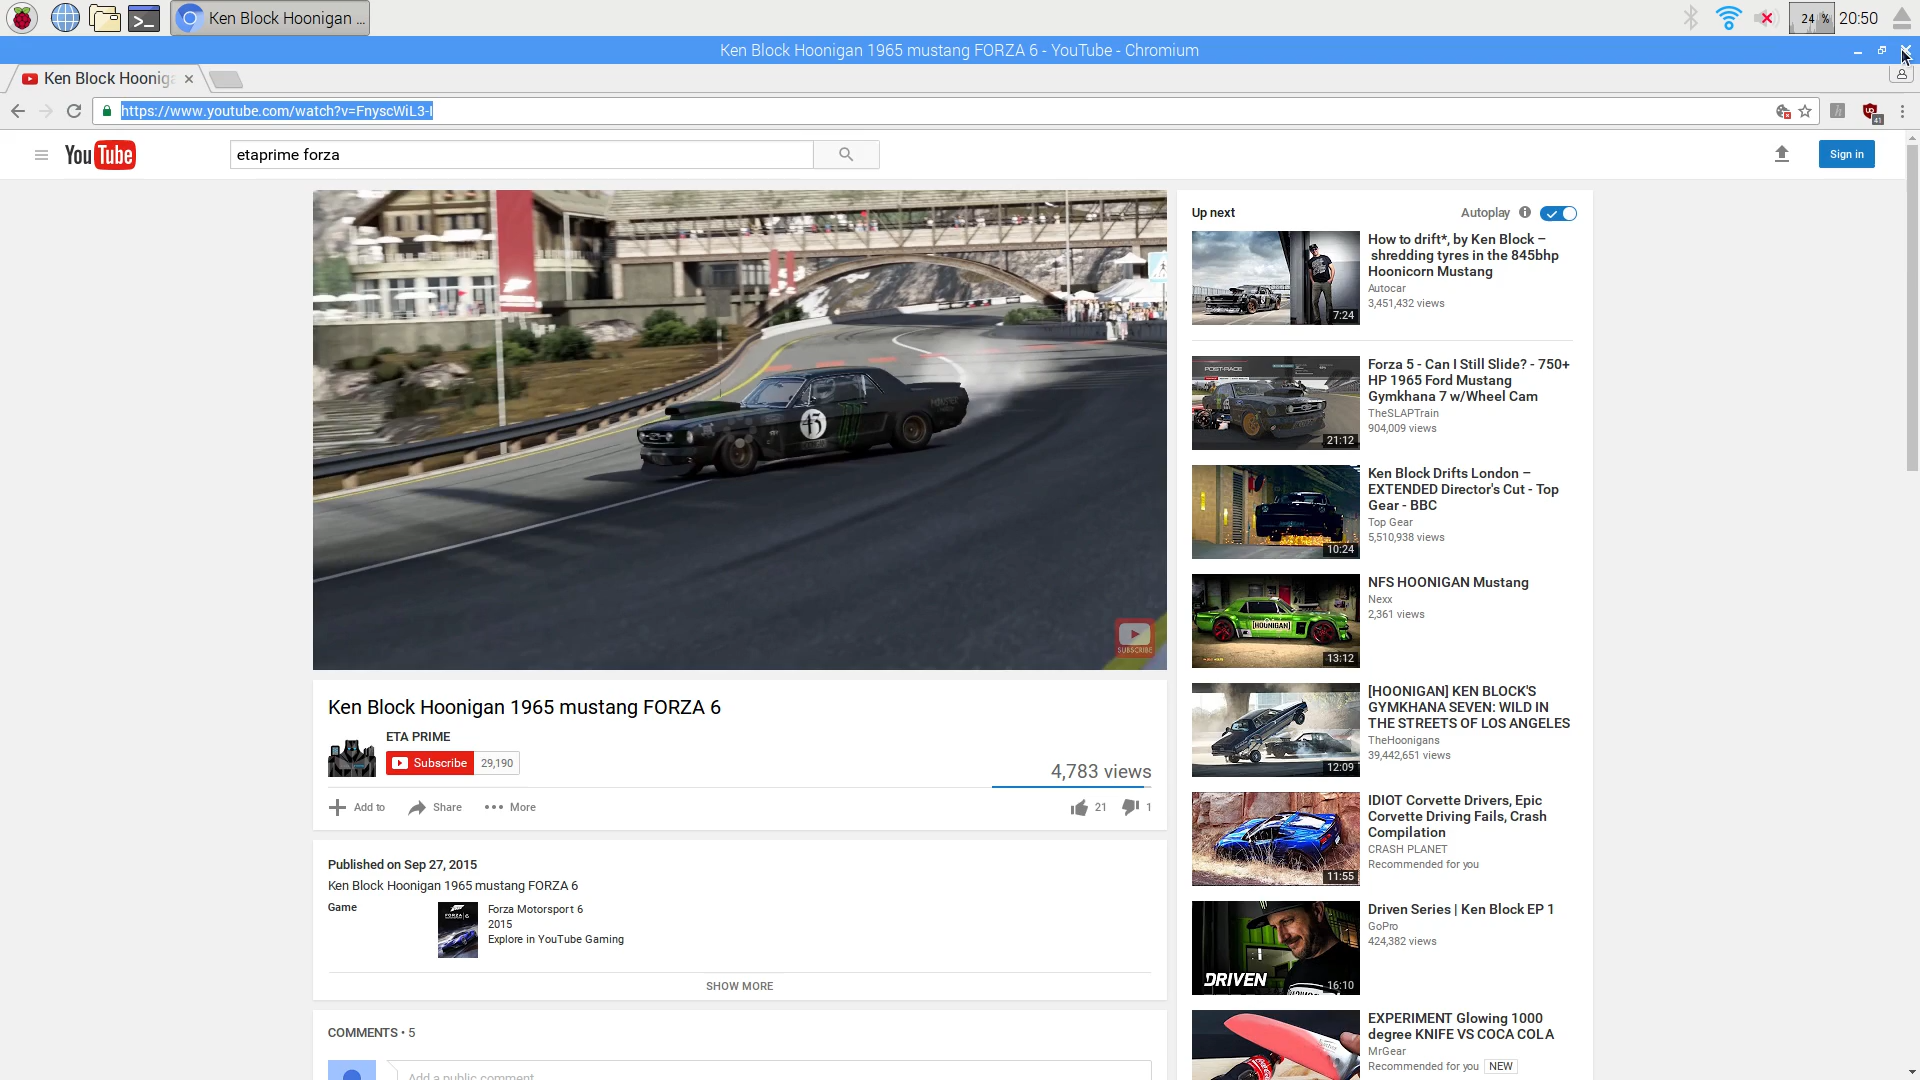 Ken Block Hoonigan ...
24 %
20:50
Ken Block Hoonigan 1965 mustang FORZA 6 - YouTube - Chromium
Ken Block Hooniga
https://www.youtube.com/watch?v=FnyscWiL3-I
41
YouTube
etaprime forza
Sign in
45
SUBSCRIBE
Ken Block Hoonigan 1965 mustang FORZA 6
ETA PRIME
Subscribe
29,190
4,783 views
Add to
Share
More
21
1
Published on Sep 27, 2015
Ken Block Hoonigan 1965 mustang FORZA 6
Game
Forza Motorsport 6
2015
Explore in YouTube Gaming
SHOW MORE
COMMENTS • 5
Add a public comment
Up next
Autoplay
7:24
How to drift*, by Ken Block –
shredding tyres in the 845bhp
Hoonicorn Mustang
Autocar
3,451,432 views
POST-RACE
21:12
Forza 5 - Can I Still Slide? - 750+
HP 1965 Ford Mustang
Gymkhana 7 w/Wheel Cam
TheSLAPTrain
904,009 views
10:24
Ken Block Drifts London –
EXTENDED Director's Cut - Top
Gear - BBC
Top Gear
5,510,938 views
[HOONIGAN]
13:12
NFS HOONIGAN Mustang
Nexx
2,361 views
12:09
[HOONIGAN] KEN BLOCK'S
GYMKHANA SEVEN: WILD IN
THE STREETS OF LOS ANGELES
TheHoonigans
39,442,651 views
11:55
IDIOT Corvette Drivers, Epic
Corvette Driving Fails, Crash
Compilation
CRASH PLANET
Recommended for you
DRIVEN
16:10
Driven Series | Ken Block EP 1
GoPro
424,382 views
EXPERIMENT Glowing 1000
degree KNIFE VS COCA COLA
MrGear
Recommended for you
NEW